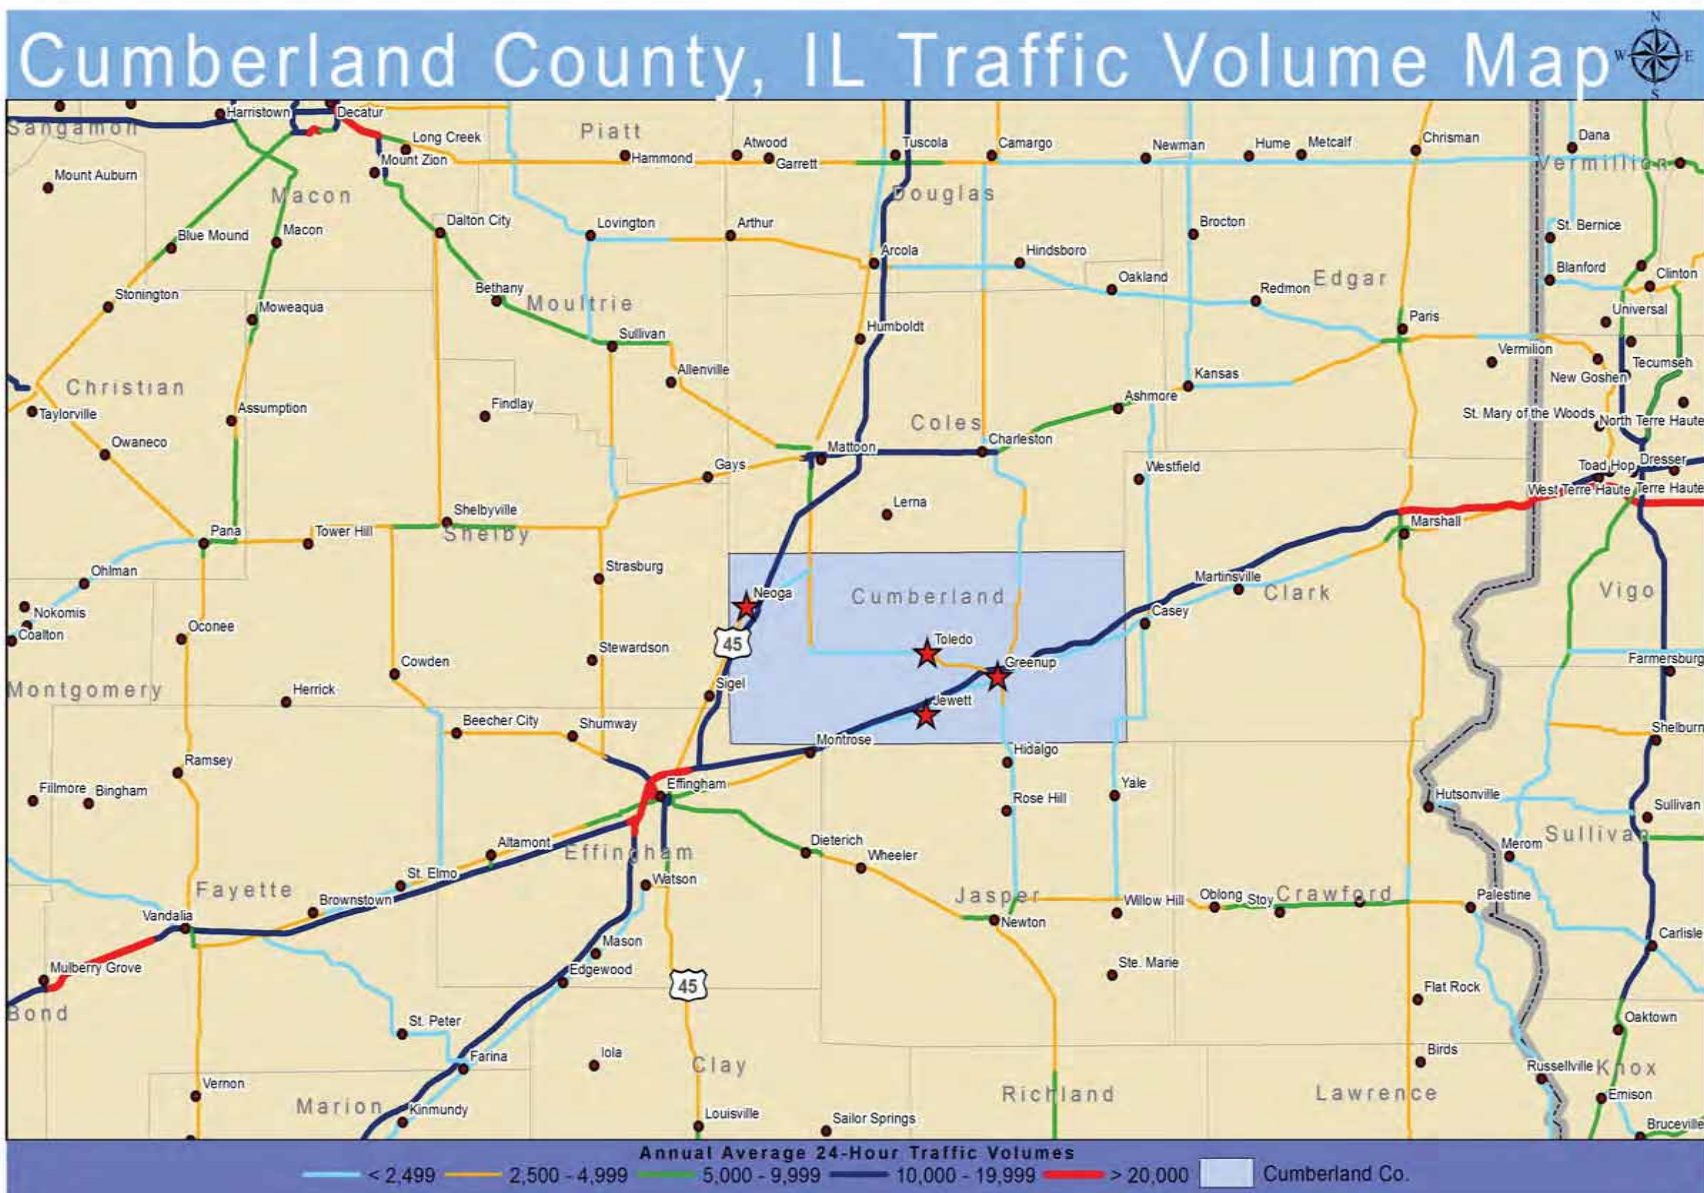 Cumberland County, IL Traffic Volume Map
N
W E
S
Sangamon
Harristown
Decatur
Long Creek
Piatt
Atwood
Tuscola
Camargo
Newman
Hume
Metcalf
Chrisman
Dana
Vermillion
Mount Zion
Hammond
Garrett
Mount Auburn
Macon
Douglas
Blue Mound
Macon
Dalton City
Lovington
Arthur
Arcola
Hindsboro
Brocton
St. Bernice
Blanford
Clinton
Stonington
Moweaqua
Bethany
Moultrie
Oakland
Redmon
Edgar
Universal
Sullivan
Humboldt
Paris
Vermilion
Tecumseh
New Goshen
Christian
Allenville
Kansas
Taylorville
Assumption
Findlay
Ashmore
St. Mary of the Woods
North Terre Haute
Owaneco
Coles
Mattoon
Charleston
Gays
Westfield
Toad Hop
Dresser
West Terre Haute
Terre Haute
Lerna
Pana
Tower Hill
Shelbyville
Shelby
Marshall
Ohlman
Strasburg
Neoga
Cumberland
Martinsville
Clark
Vigo
Nokomis
Coalton
Oconee
Casey
45
Toledo
Stewardson
Greenup
Farmersburg
Cowden
Montgomery
Herrick
Sigel
Jewett
Beecher City
Shumway
Montrose
Hidalgo
Shelburn
Ramsey
Effingham
Fillmore
Bingham
Rose Hill
Yale
Hutsonville
Sullivan
Altamont
Effingham
Dieterich
Wheeler
Sullivan
Merom
St. Elmo
Watson
Fayette
Brownstown
Jasper
Willow Hill
Oblong
Stoy
Crawford
Palestine
Vandalia
Newton
Carlisle
Mason
Mulberry Grove
Edgewood
Ste. Marie
45
Flat Rock
Bond
St. Peter
Oaktown
Farina
Iola
Clay
Birds
Russellville
Knox
Vernon
Marion
Kinmundy
Richland
Lawrence
Emison
Louisville
Sailor Springs
Bruceville
Annual Average 24-Hour Traffic Volumes
< 2,499 2,500 - 4,999 5,000 - 9,999 10,000 - 19,999 > 20,000 Cumberland Co.